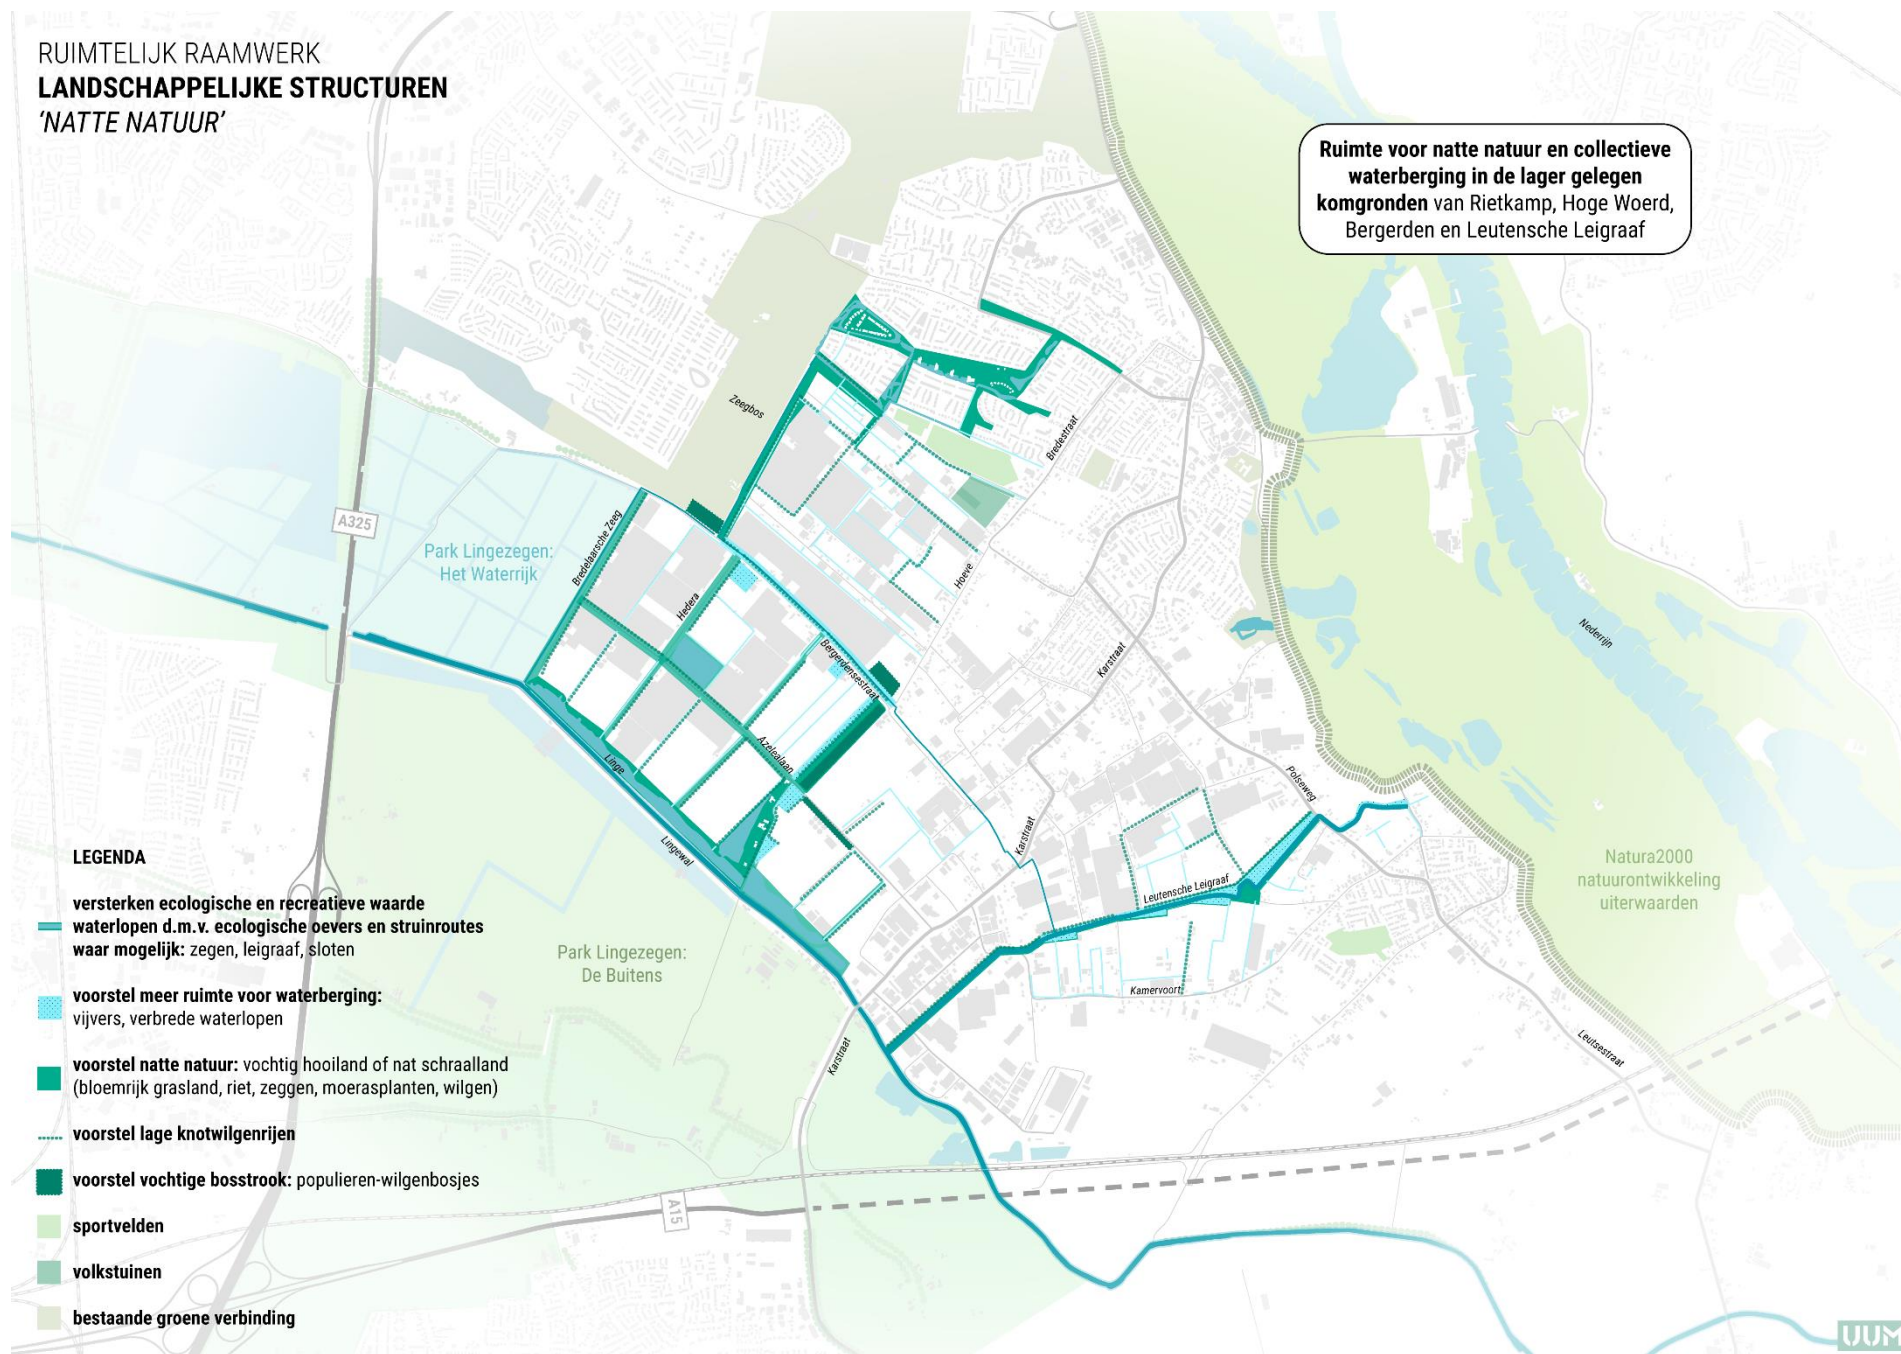 RUIMTELIJK RAAMWERK
LANDSCHAPPELIJKE STRUCTUREN
‘NATTE NATUUR’
Ruimte voor natte natuur en collectieve
waterberging in de lager gelegen
komgronden van Rietkamp, Hoge Woerd,
Bergerden en Leutensche Leigraaf
Zeegbos
Bredestraat
A325
Park Lingezegen:
Het Waterrijk
Bredelaarsche Zeeg
Hedera
Hoeve
Bergerdensestraat
Karstraat
Nederrijn
Azelealaan
Linge
Lingewal
Karstraat
Polseweg
Leutensche Leigraaf
Natura2000
natuurontwikkeling
uiterwaarden
Park Lingezegen:
De Buitens
Kamervoort
Karstraat
Leutsestraat
A15
LEGENDA
versterken ecologische en recreatieve waarde
waterlopen d.m.v. ecologische oevers en struinroutes
waar mogelijk: zegen, leigraaf, sloten
voorstel meer ruimte voor waterberging:
vijvers, verbrede waterlopen
voorstel natte natuur: vochtig hooiland of nat schraalland
(bloemrijk grasland, riet, zeggen, moerasplanten, wilgen)
voorstel lage knotwilgenrijen
voorstel vochtige bosstrook: populieren-wilgenbosjes
sportvelden
volkstuinen
bestaande groene verbinding
UUM